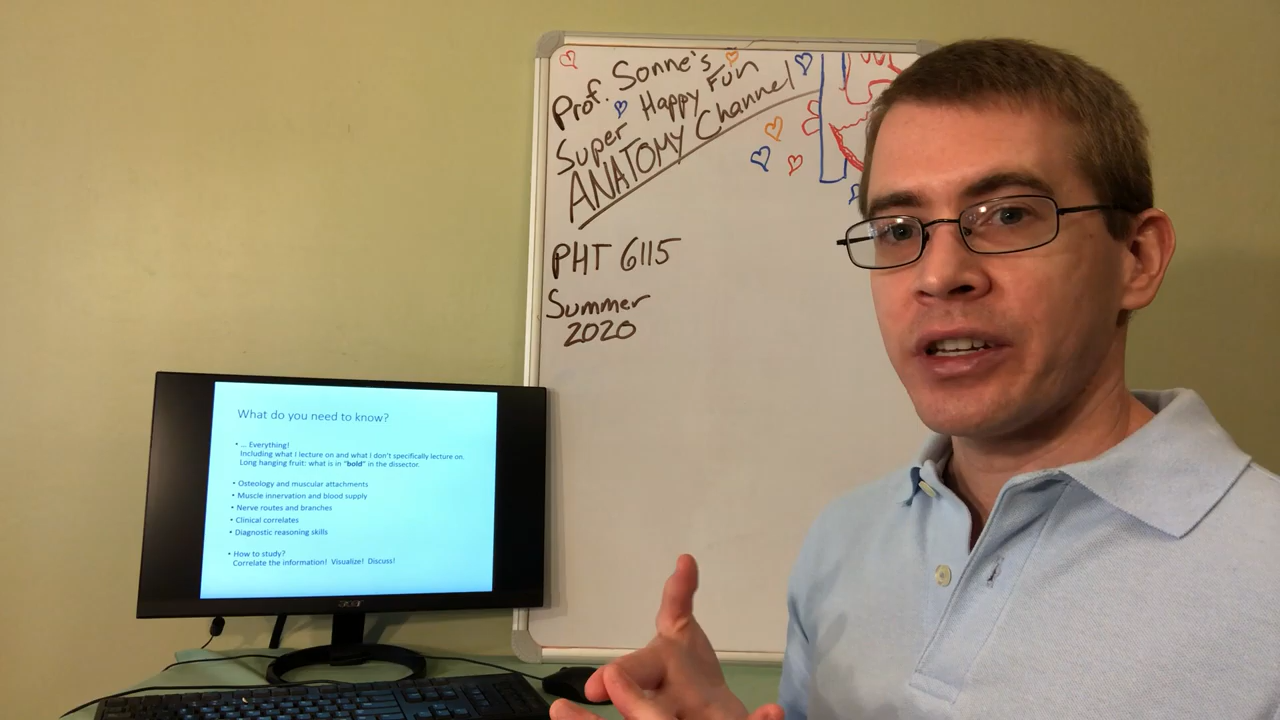 Prof. Sonne's
Super Happy Fun
ANATOMY Channel
PHT 6115
Summer
2020
What do you need to know?
• ... Everything!
Including what I lecture on and what I don't specifically lecture on.
Long hanging fruit: what is in "bold" in the dissector.
• Osteology and muscular attachments
• Muscle innervation and blood supply
• Nerve routes and branches
• Clinical correlates
• Diagnostic reasoning skills
• How to study?
Correlate the information! Visualize! Discuss!
acer